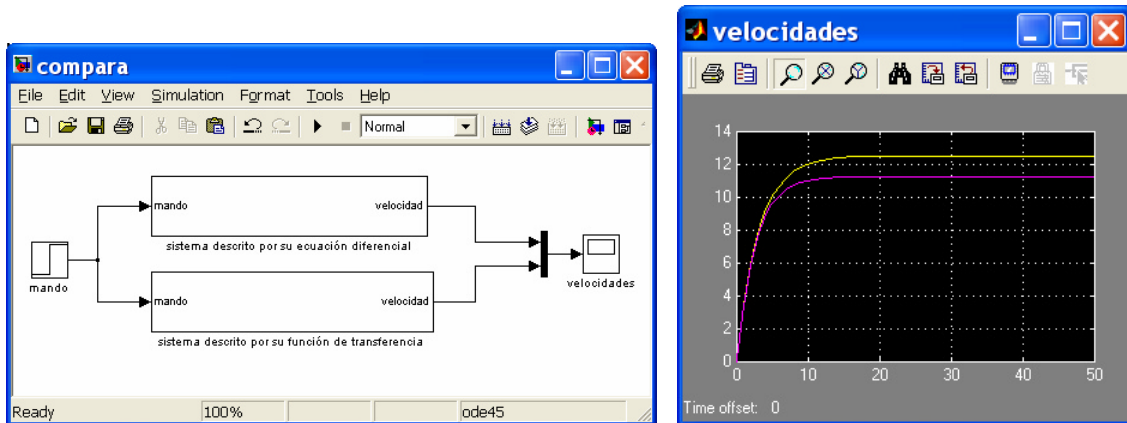 compara
File Edit View Simulation Format Tools Help
Normal
mando
velocidad
sistema descrito por su ecuación diferencial
mando
mando
velocidad
sistema descrito por su función de transferencia
velocidades
Ready 100% ode45
velocidades
14
12
10
8
6
4
2
0
0 10 20 30 40 50
Time offset: 0